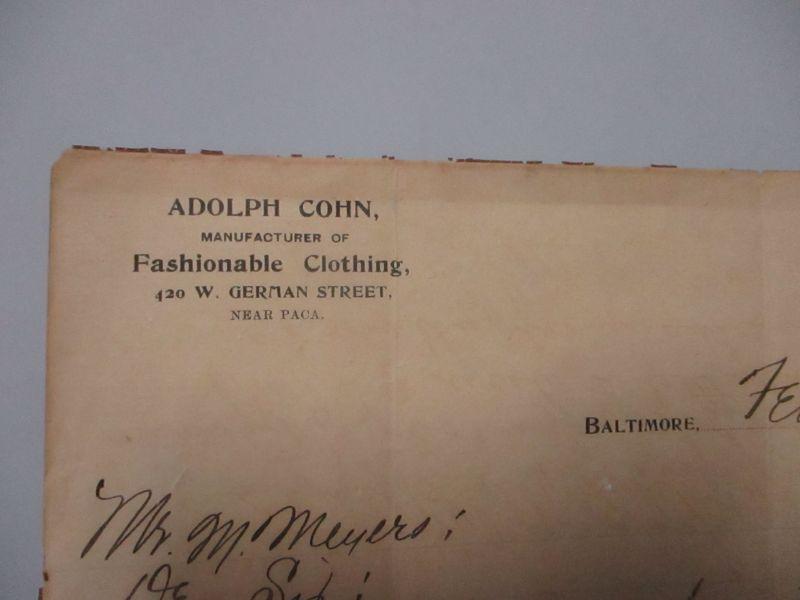 ADOLPH COHN,
MANUFACTURER OF
Fashionable Clothing,
420 W. GERMAN STREET,
NEAR PACA.
BALTIMORE,
Mr. M. Meyers: